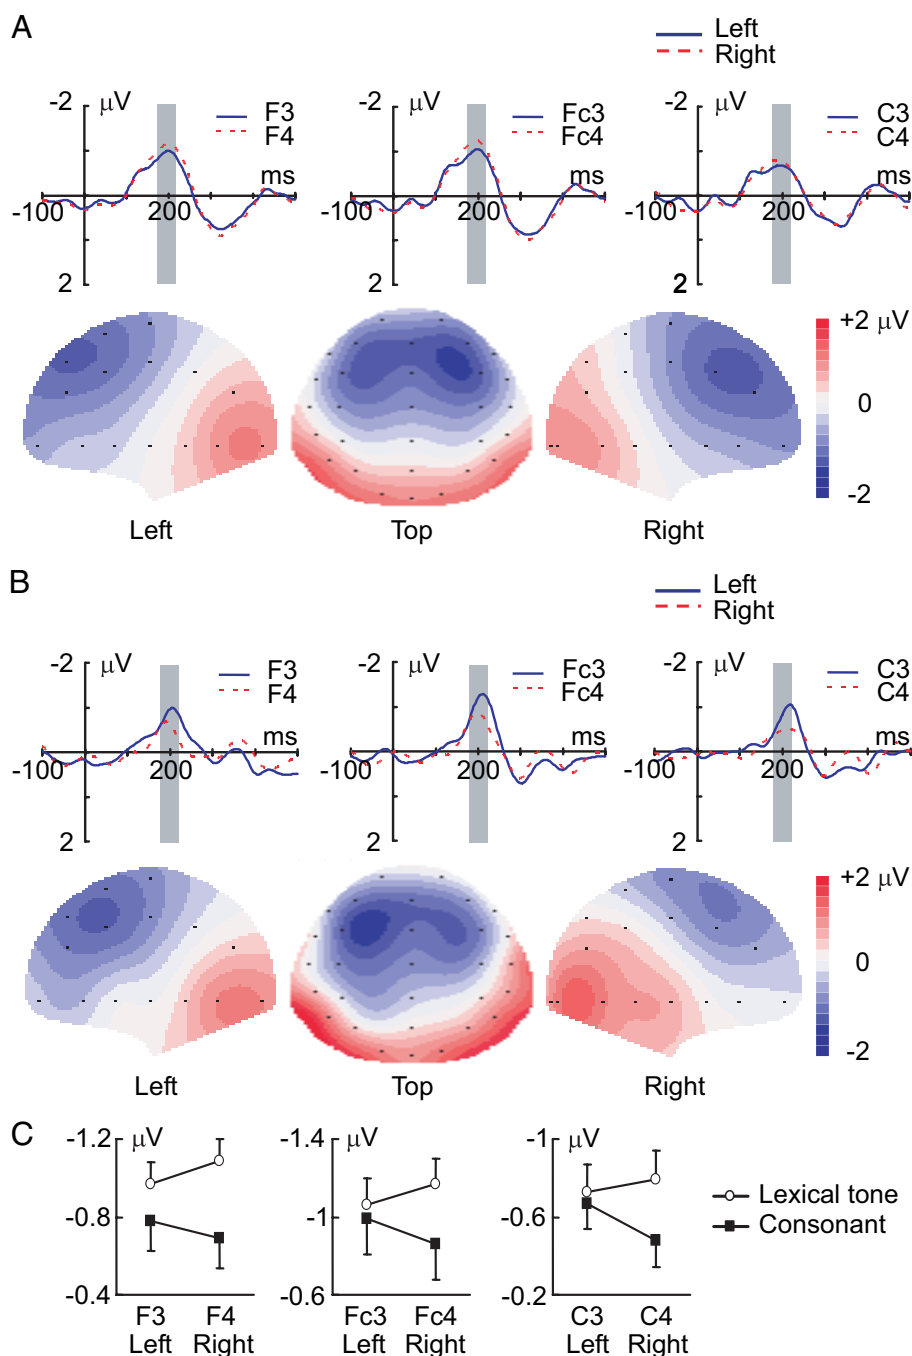 A
Left
Right
-2 μV
F3
F4
-100
200
2
-2 μV
Fc3
Fc4
-100
200
2
-2 μV
C3
C4
ms
-100
200
2
+2 μV
0
-2
Left
Top
Right
B
Left
Right
-2 μV
F3
F4
ms
-100
200
2
-2 μV
Fc3
Fc4
ms
-100
200
2
-2 μV
C3
C4
ms
-100
200
2
+2 μV
0
-2
Left
Top
Right
C
-1.2 μV
-0.8
-0.4
F3 F4
Left Right
-1.4 μV
-1
-0.6
Fc3 Fc4
Left Right
-1 μV
-0.6
-0.2
C3 C4
Left Right
Lexical tone
Consonant
ms
ms